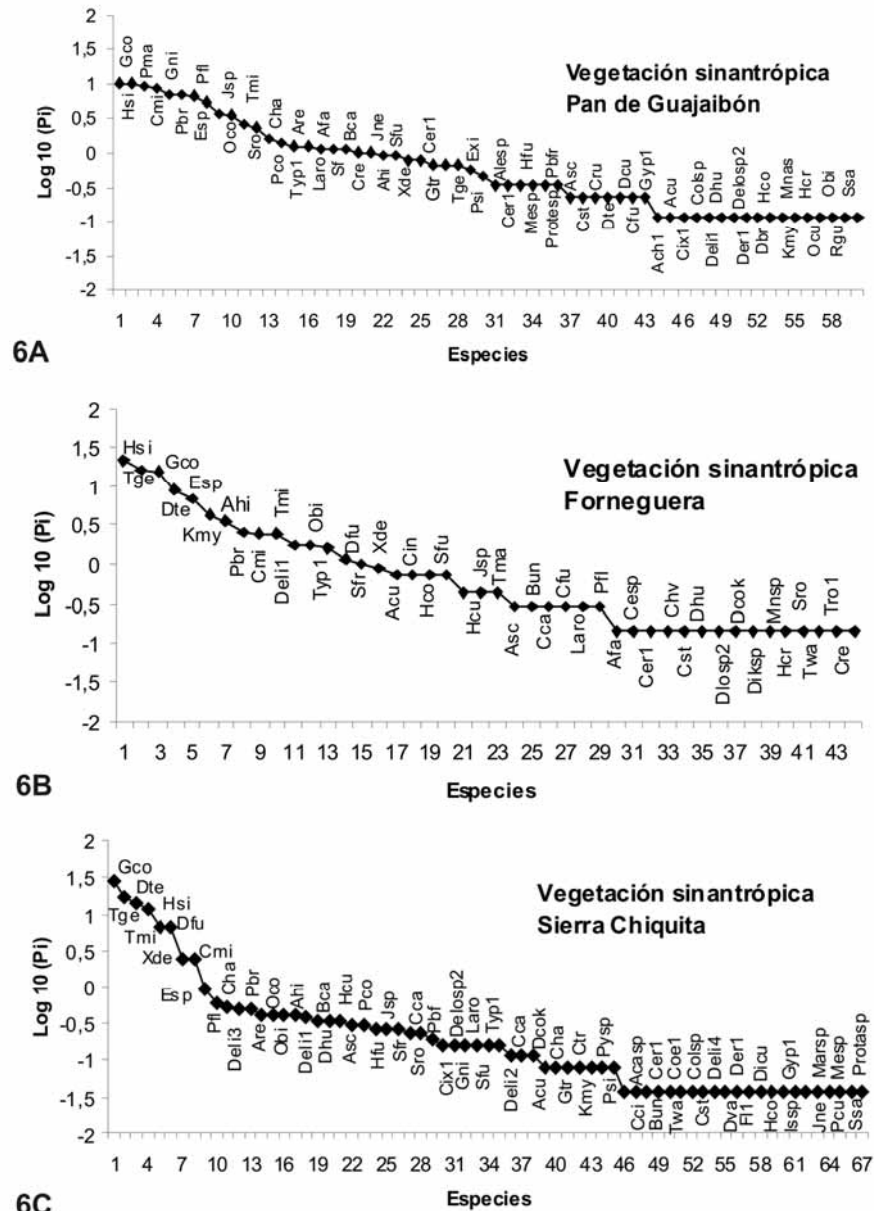 2
1,5
1
0,5
0
-0,5
-1
-1,5
-2
Log 10 (Pi)
Vegetación sinantrópica
Pan de Guajaibón
Hsi Gco Pma Cmi Gni Pbr Pfl Esp Oco Jsp Sro Tmi Pco Cha Typ1 Are Laro Afa Sf Bca Cre Jne Ahi Sfu Xde Cer1 Gtr Tge Exi Psi Alesp Cer1 Hfu Mesp Pbfr Protesp Asc Cst Cru Dte Dcu Cfu Gyp1 Ach1 Acu Cix1 Colsp Deli1 Dhu Delosp2 Der1 Hco Dbr Mnas Kmy Hcr Ocu Obi Rgu Ssa
1 4 7 10 13 16 19 22 25 28 31 34 37 40 43 46 49 52 55 58
Especies
6A
2
1,5
1
0,5
0
-0,5
-1
-1,5
-2
Log 10 (Pi)
Vegetación sinantrópica
Forneguera
Hsi Tge Gco Dte Esp Kmy Ahi Pbr Cmi Tmi Deli1 Obi Typ1 Dfu Sfr Xde Acu Cin Hco Sfu Hcu Jsp Tma Asc Bun Cca Cfu Laro Pfl Afa Cesp Cer1 Chv Cst Dhu Dlosp2 Dcok Diksp Mnsp Hcr Sro Twa Tro1 Cre
1 3 5 7 9 11 13 15 17 19 21 23 25 27 29 31 33 35 37 39 41 43
Especies
6B
2
1,5
1
0,5
0
-0,5
-1
-1,5
-2
Log 10 (Pi)
Vegetación sinantrópica
Sierra Chiquita
Gco Tge Dte Tmi Hsi Dfu Xde Cmi Esp Pfl Cha Deli3 Pbr Are Oco Obi Ahi Deli1 Bca Dhu Hcu Asc Pco Hfu Jsp Sfr Cca Sro Pbf Cix1 Delosp2 Gni Laro Sfu Typ1 Deli2 Cca Dcok Acu Cha Gtr Ctr Kmy Pysp Psi Acasp Cci Cer1 Bun Coe1 Twa Colsp Cst Deli4 Dva Der1 Fl1 Dicu Hco Gyp1 Issp Marsp Jne Mesp Pcu Protasp Ssa
1 4 7 10 13 16 19 22 25 28 31 34 37 40 43 46 49 52 55 58 61 64 67
Especies
6C